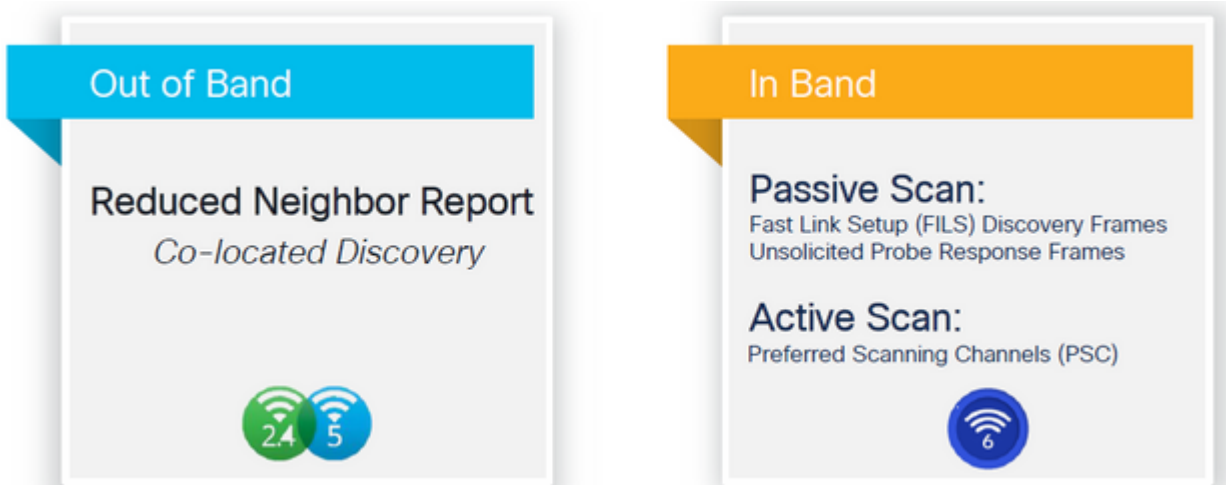 Out of Band
Reduced Neighbor Report
Co-located Discovery
2.4 5
In Band
Passive Scan:
Fast Link Setup (FILS) Discovery Frames
Unsolicited Probe Response Frames
Active Scan:
Preferred Scanning Channels (PSC)
6